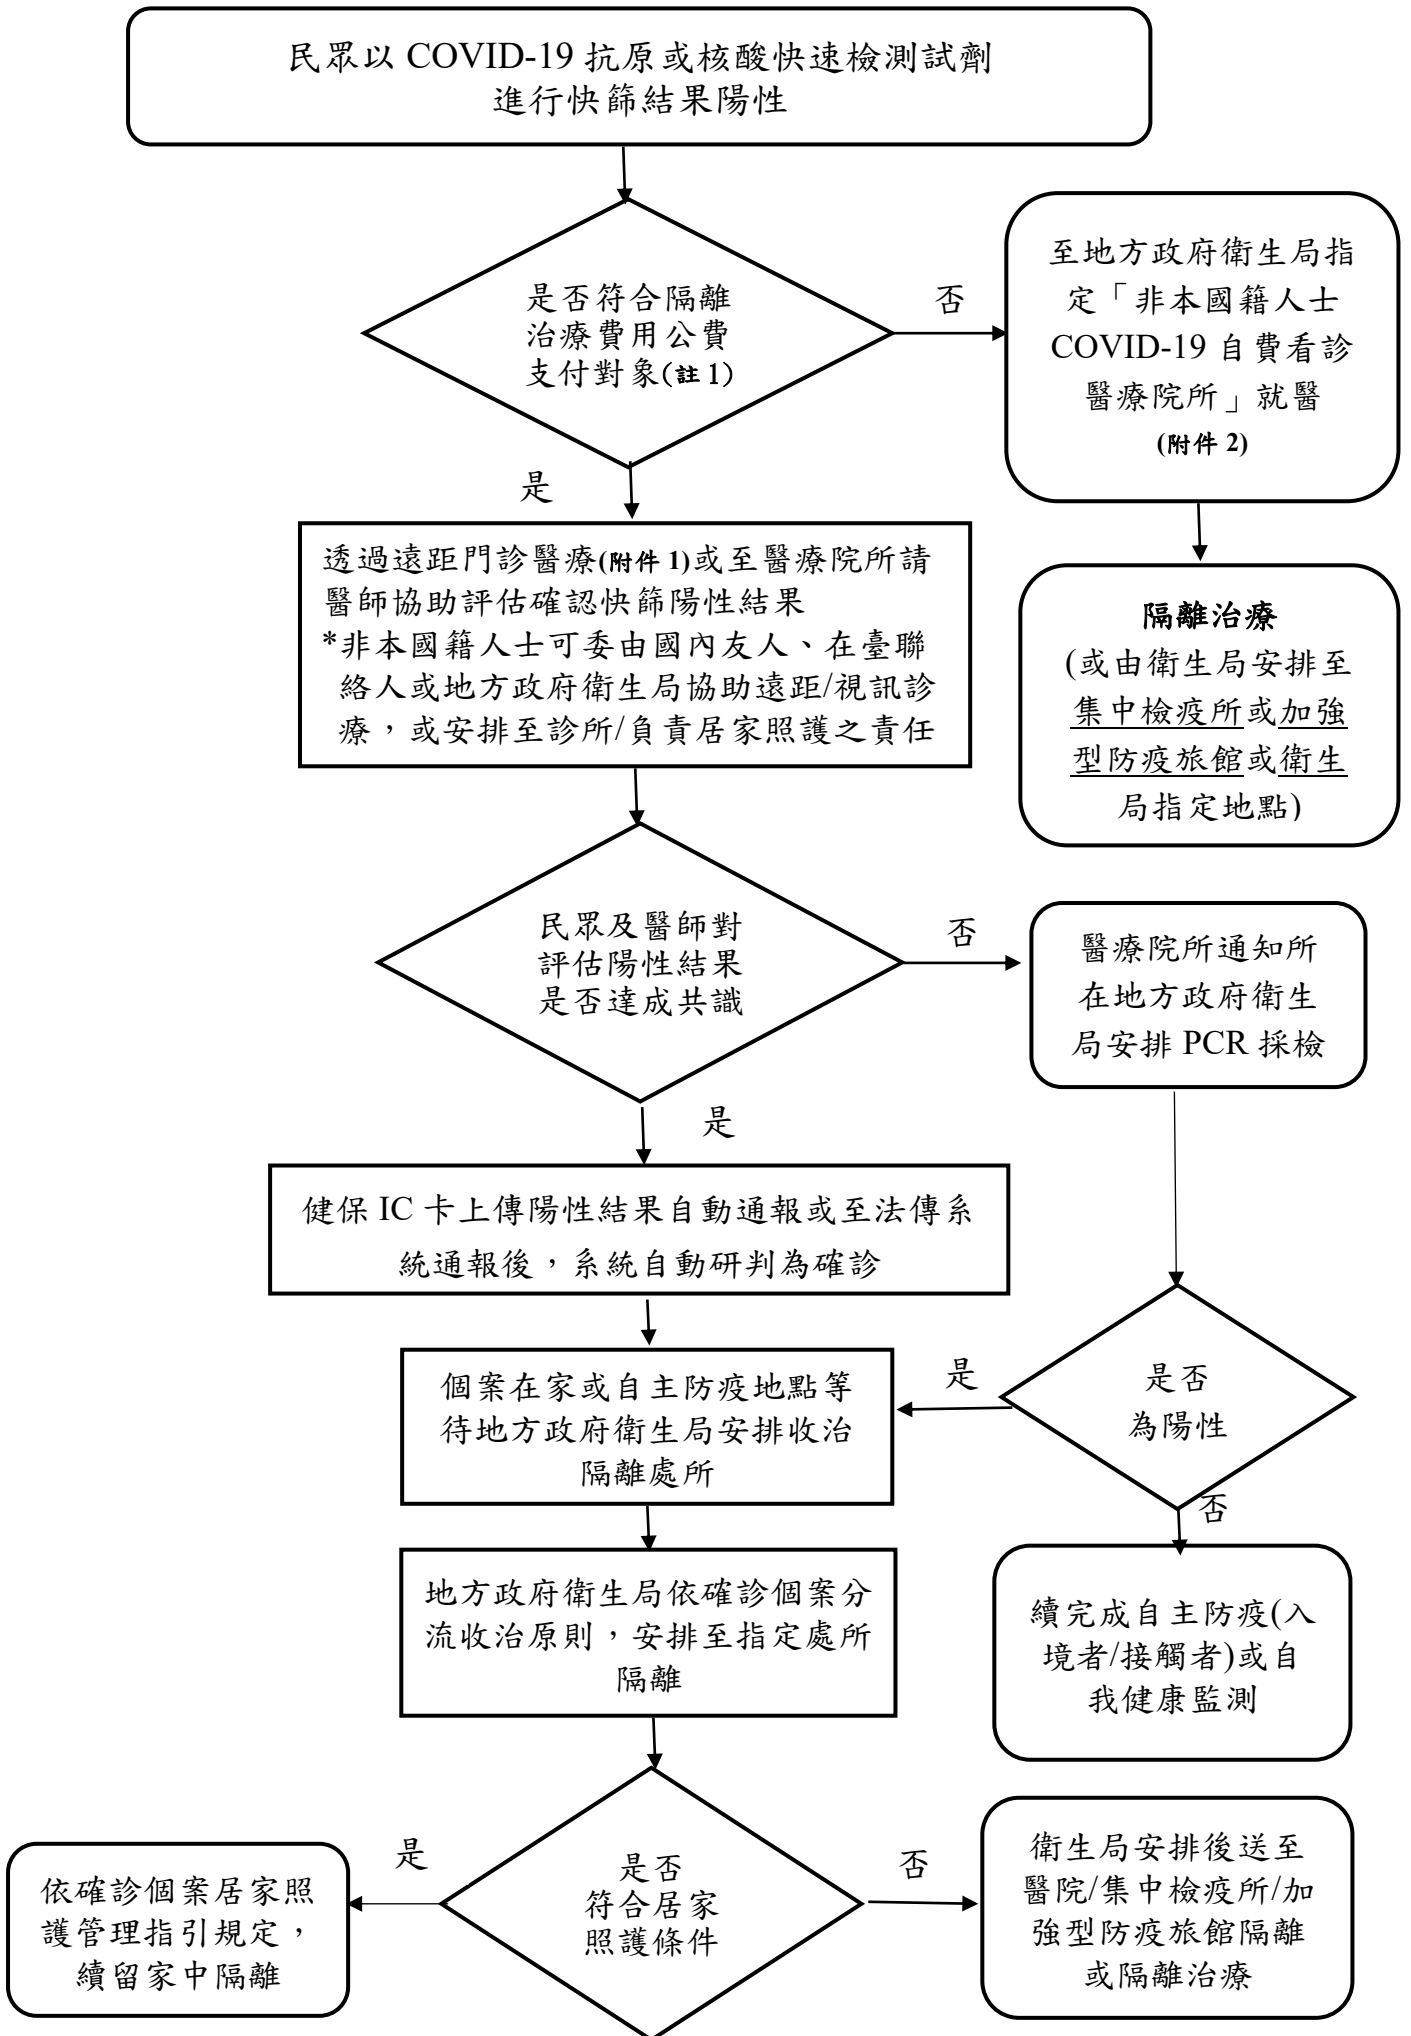 民眾以 COVID-19 抗原或核酸快速檢測試劑
進行快篩結果陽性
是否符合隔離
治療費用公費
支付對象(註1)
否
至地方政府衛生局指
定「非本國籍人士
COVID-19 自費看診
醫療院所」就醫
(附件 2)
是
透過遠距門診醫療(附件 1)或至醫療院所請
醫師協助評估確認快篩陽性結果
*非本國籍人士可委由國內友人、在臺聯
絡人或地方政府衛生局協助遠距/視訊診
療，或安排至診所/負責居家照護之責任
隔離治療
(或由衛生局安排至
集中檢疫所或加強
型防疫旅館或衛生
局指定地點)
民眾及醫師對
評估陽性結果
是否達成共識
否
醫療院所通知所
在地方政府衛生
局安排 PCR 採檢
是
健保 IC 卡上傳陽性結果自動通報或至法傳系
統通報後，系統自動研判為確診
個案在家或自主防疫地點等
待地方政府衛生局安排收治
隔離處所
是
是否
為陽性
否
地方政府衛生局依確診個案分
流收治原則，安排至指定處所
隔離
續完成自主防疫(入
境者/接觸者)或自
我健康監測
是
依確診個案居家照
護管理指引規定，
續留家中隔離
是否
符合居家
照護條件
否
衛生局安排後送至
醫院/集中檢疫所/加
強型防疫旅館隔離
或隔離治療